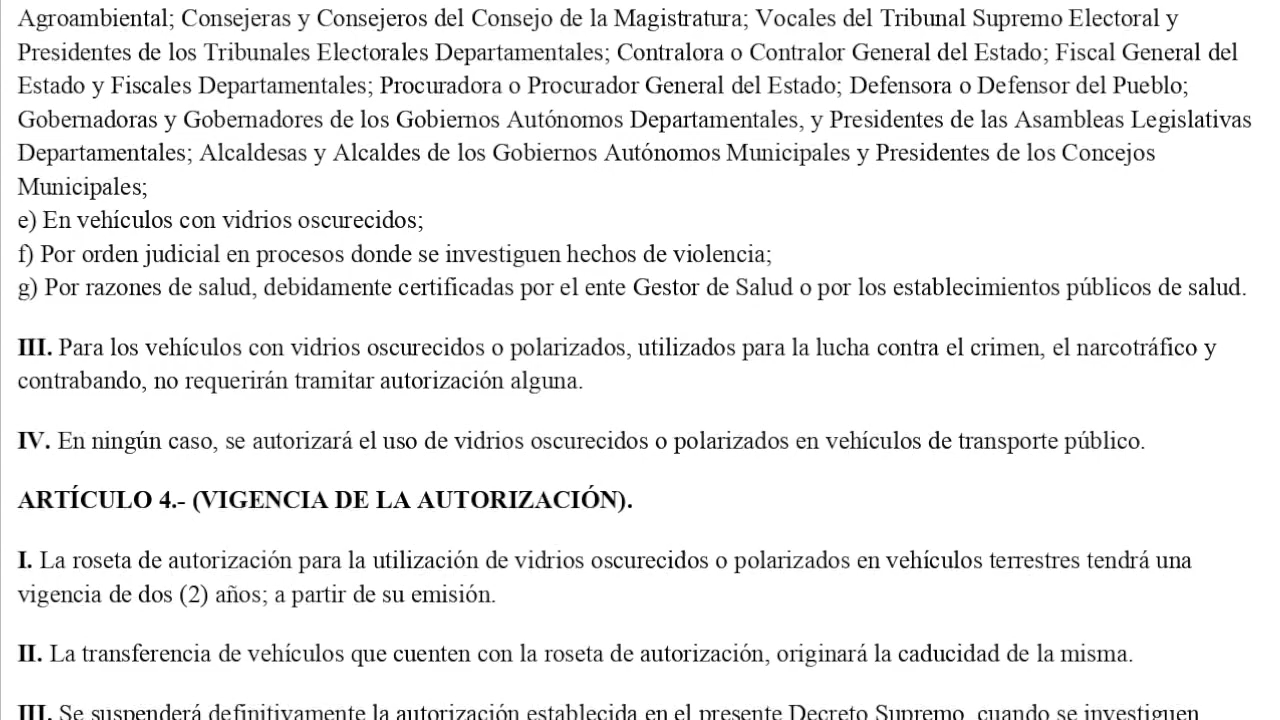 Agroambiental; Consejeras y Consejeros del Consejo de la Magistratura; Vocales del Tribunal Supremo Electoral y
Presidentes de los Tribunales Electorales Departamentales; Contralora o Contralor General del Estado; Fiscal General del
Estado y Fiscales Departamentales; Procuradora o Procurador General del Estado; Defensora o Defensor del Pueblo;
Gobernadoras y Gobernadores de los Gobiernos Autónomos Departamentales, y Presidentes de las Asambleas Legislativas
Departamentales; Alcaldesas y Alcaldes de los Gobiernos Autónomos Municipales y Presidentes de los Concejos
Municipales;
e) En vehículos con vidrios oscurecidos;
f) Por orden judicial en procesos donde se investiguen hechos de violencia;
g) Por razones de salud, debidamente certificadas por el ente Gestor de Salud o por los establecimientos públicos de salud.
III. Para los vehículos con vidrios oscurecidos o polarizados, utilizados para la lucha contra el crimen, el narcotráfico y
contrabando, no requerirán tramitar autorización alguna.
IV. En ningún caso, se autorizará el uso de vidrios oscurecidos o polarizados en vehículos de transporte público.
ARTÍCULO 4.- (VIGENCIA DE LA AUTORIZACIÓN).
I. La roseta de autorización para la utilización de vidrios oscurecidos o polarizados en vehículos terrestres tendrá una
vigencia de dos (2) años; a partir de su emisión.
II. La transferencia de vehículos que cuenten con la roseta de autorización, originará la caducidad de la misma.
III. Se suspenderá definitivamente la autorización establecida en el presente Decreto Supremo, cuando se investiguen